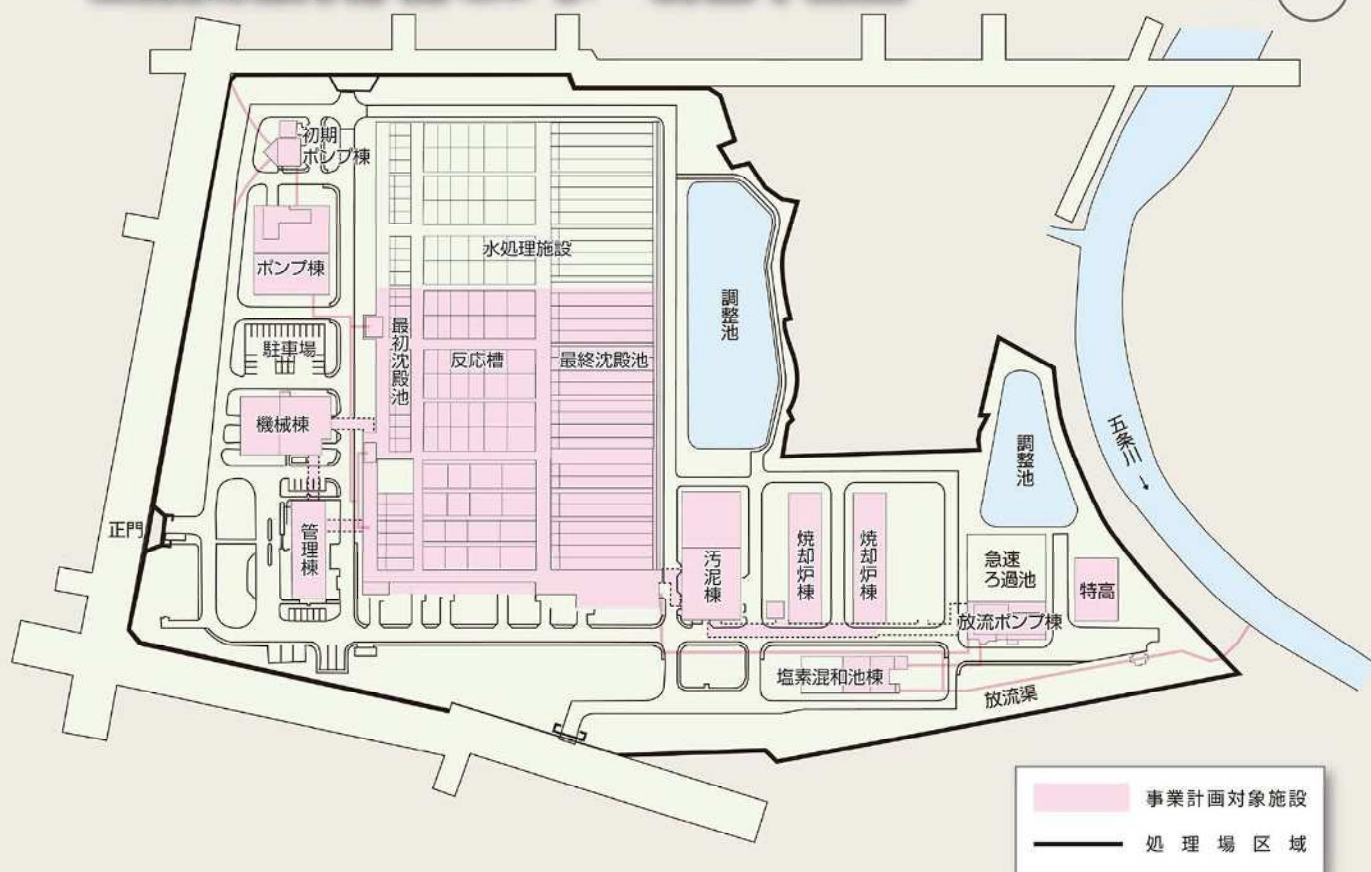 初期
ポンプ棟
ポンプ棟
水処理施設
駐車場
最初沈殿池
反応槽
最終沈殿池
調整池
機械棟
正門
管理棟
汚泥棟
焼却炉棟
焼却炉棟
調整池
五条川→
急速
ろ過池
特高
放流ポンプ棟
塩素混和池棟
放流渠
事業計画対象施設
処理場区域